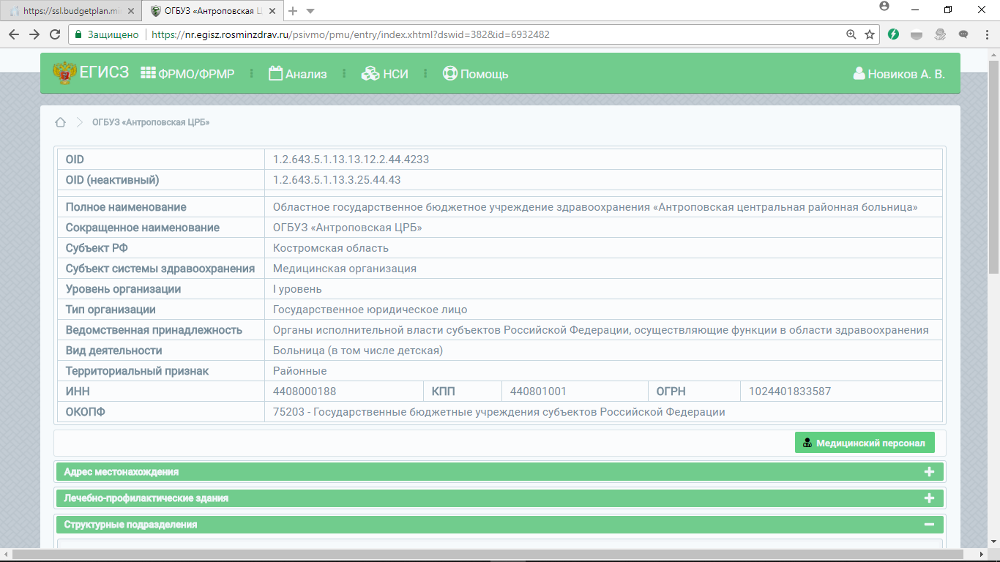 https://ssl.budgetplan.mi
ОГБУЗ «Антроповская Ц
Защищено
https://nr.egisz.rosminzdrav.ru/psivmo/pmu/entry/index.xhtml?dswid=382&id=6932482
ЕГИСЗ ФРМО/ФРМР Анализ НСИ Помощь Новиков А. В.
ОГБУЗ «Антроповская ЦРБ»
OID 1.2.643.5.1.13.13.12.2.44.4233
OID (неактивный) 1.2.643.5.1.13.3.25.44.43
Полное наименование Областное государственное бюджетное учреждение здравоохранения «Антроповская центральная районная больница»
Сокращенное наименование ОГБУЗ «Антроповская ЦРБ»
Субъект РФ Костромская область
Субъект системы здравоохранения Медицинская организация
Уровень организации I уровень
Тип организации Государственное юридическое лицо
Ведомственная принадлежность Органы исполнительной власти субъектов Российской Федерации, осуществляющие функции в области здравоохранения
Вид деятельности Больница (в том числе детская)
Территориальный признак Районные
ИНН 4408000188 КПП 440801001 ОГРН 1024401833587
ОКОПФ 75203 - Государственные бюджетные учреждения субъектов Российской Федерации
Медицинский персонал
Адрес местонахождения
Лечебно-профилактические здания
Структурные подразделения